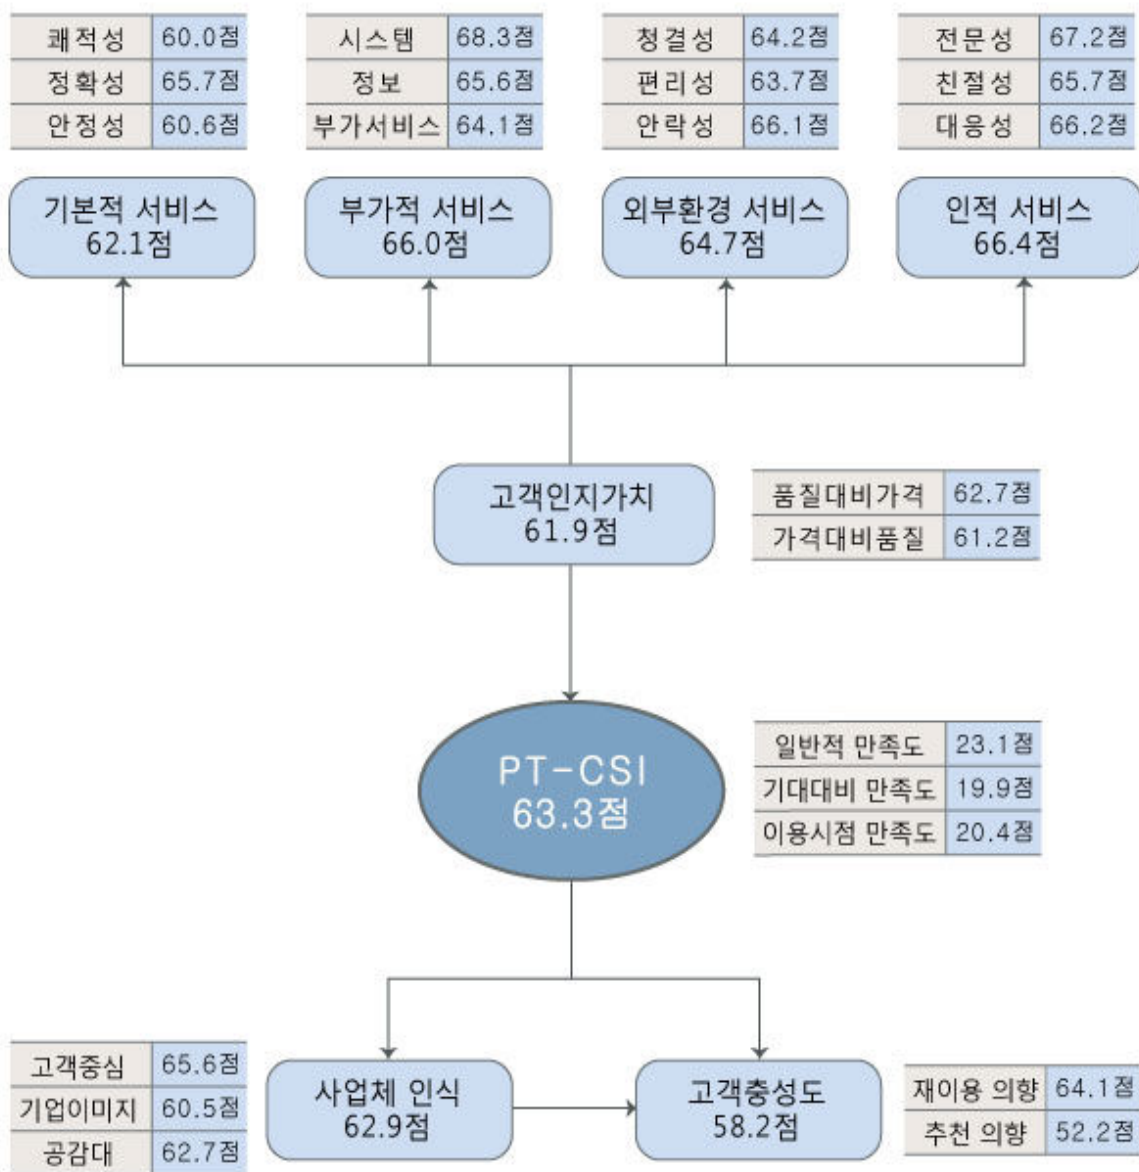 쾌적성 60.0점
정확성 65.7점
안정성 60.6점
시스템 68.3점
정보 65.6점
부가서비스 64.1점
청결성 64.2점
편리성 63.7점
안락성 66.1점
전문성 67.2점
친절성 65.7점
대응성 66.2점
기본적 서비스
62.1점
부가적 서비스
66.0점
외부환경 서비스
64.7점
인적 서비스
66.4점
고객인지가치
61.9점
품질대비가격 62.7점
가격대비품질 61.2점
PT-CSI
63.3점
일반적 만족도 23.1점
기대대비 만족도 19.9점
이용시점 만족도 20.4점
고객중심 65.6점
기업이미지 60.5점
공감대 62.7점
사업체 인식
62.9점
고객충성도
58.2점
재이용 의향 64.1점
추천 의향 52.2점